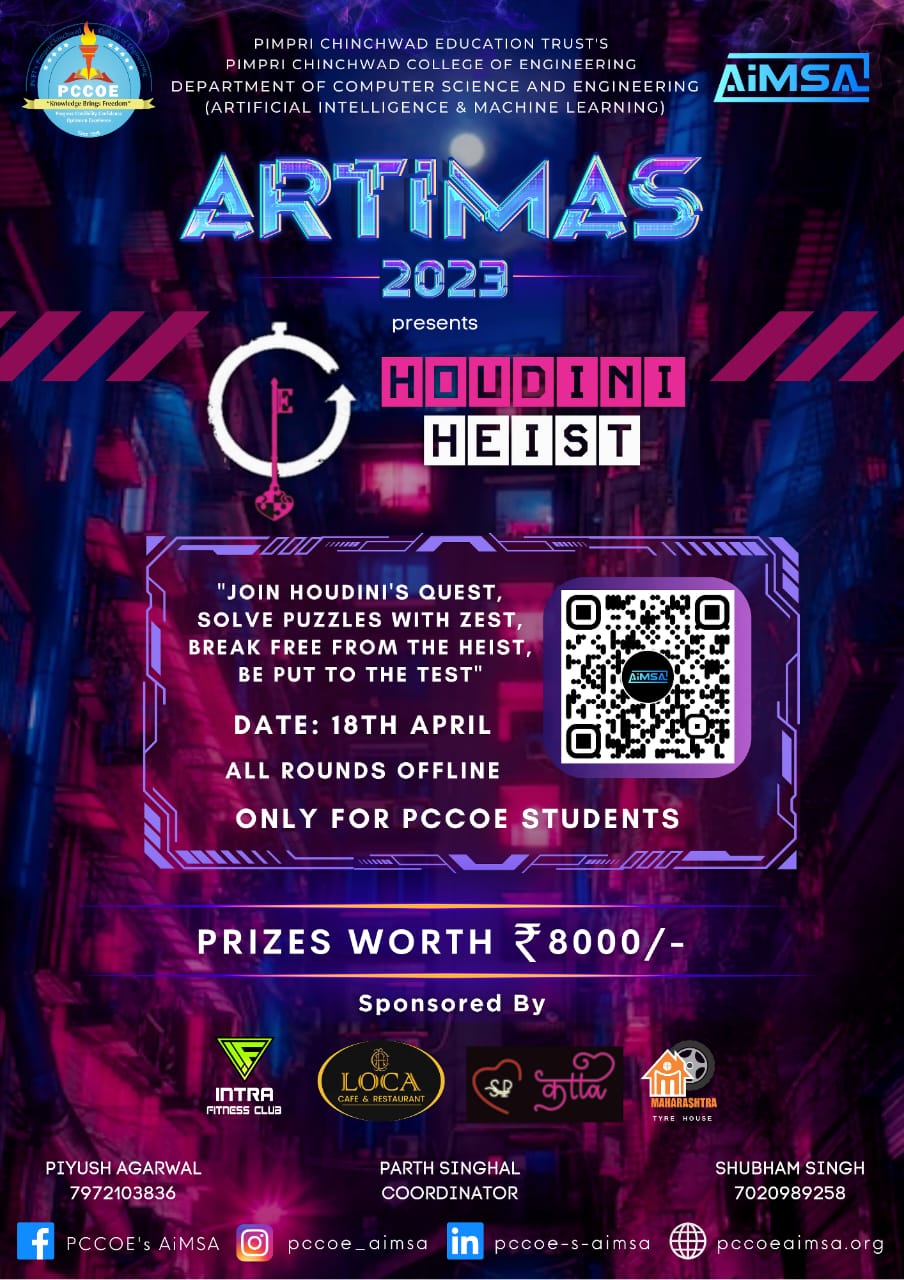 PIMPRI CHINCHWAD EDUCATION TRUST'S
PIMPRI CHINCHWAD COLLEGE OF ENGINEERING
DEPARTMENT OF COMPUTER SCIENCE AND ENGINEERING
(ARTIFICIAL INTELLIGENCE & MACHINE LEARNING)
PCCOE
"Knowledge Brings Freedom"
AiMSA
ARTIMAS
2023
presents
E
HOUDINI
HEIST
"JOIN HOUDINI'S QUEST,
SOLVE PUZZLES WITH ZEST,
BREAK FREE FROM THE HEIST,
BE PUT TO THE TEST"
AiMSA
DATE: 18TH APRIL
ALL ROUNDS OFFLINE
ONLY FOR PCCOE STUDENTS
PRIZES WORTH ₹8000/-
Sponsored By
INTRA
FITNESS CLUB
LOCA
CAFE & RESTAURANT
SP कट्टा
MAHARASHTRA
TYRE HOUSE
PIYUSH AGARWAL
7972103836
PARTH SINGHAL
COORDINATOR
SHUBHAM SINGH
7020989258
PCCOE's AiMSA
pccoe_aimsa
pccoe-s-aimsa
pccoeaimsa.org